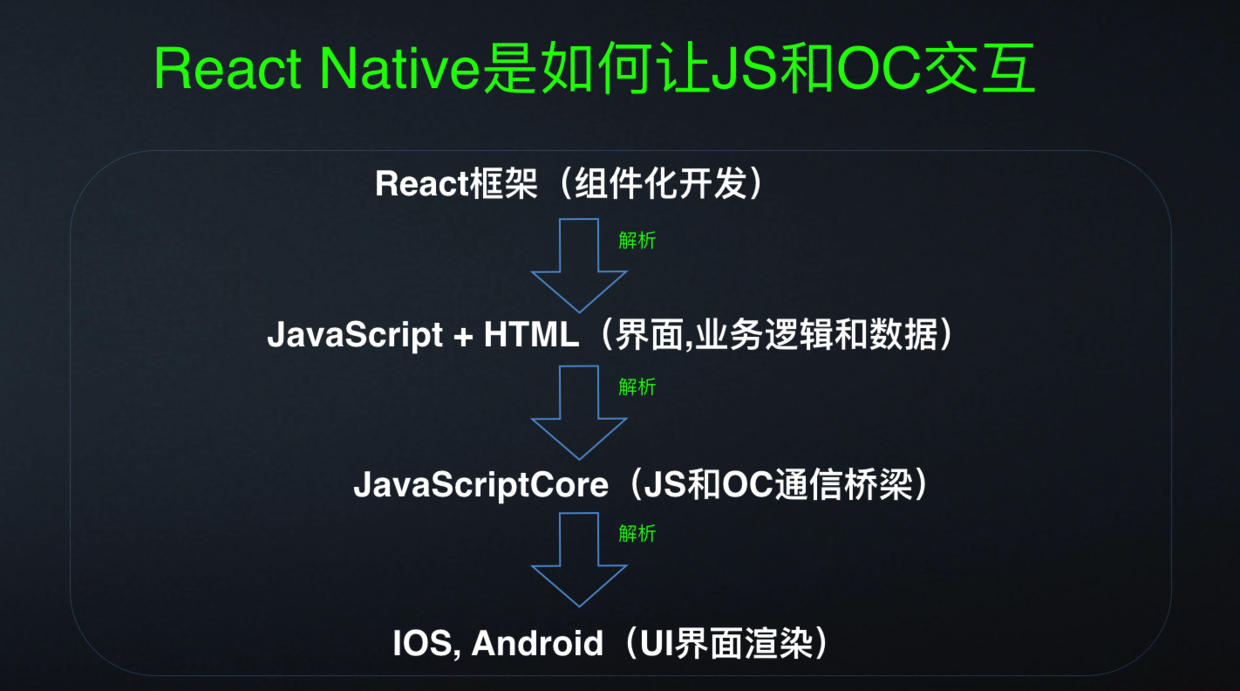 React Native是如何让JS和OC交互
React框架（组件化开发）
解析
JavaScript + HTML（界面,业务逻辑和数据）
解析
JavaScriptCore（JS和OC通信桥梁）
解析
IOS, Android（UI界面渲染）